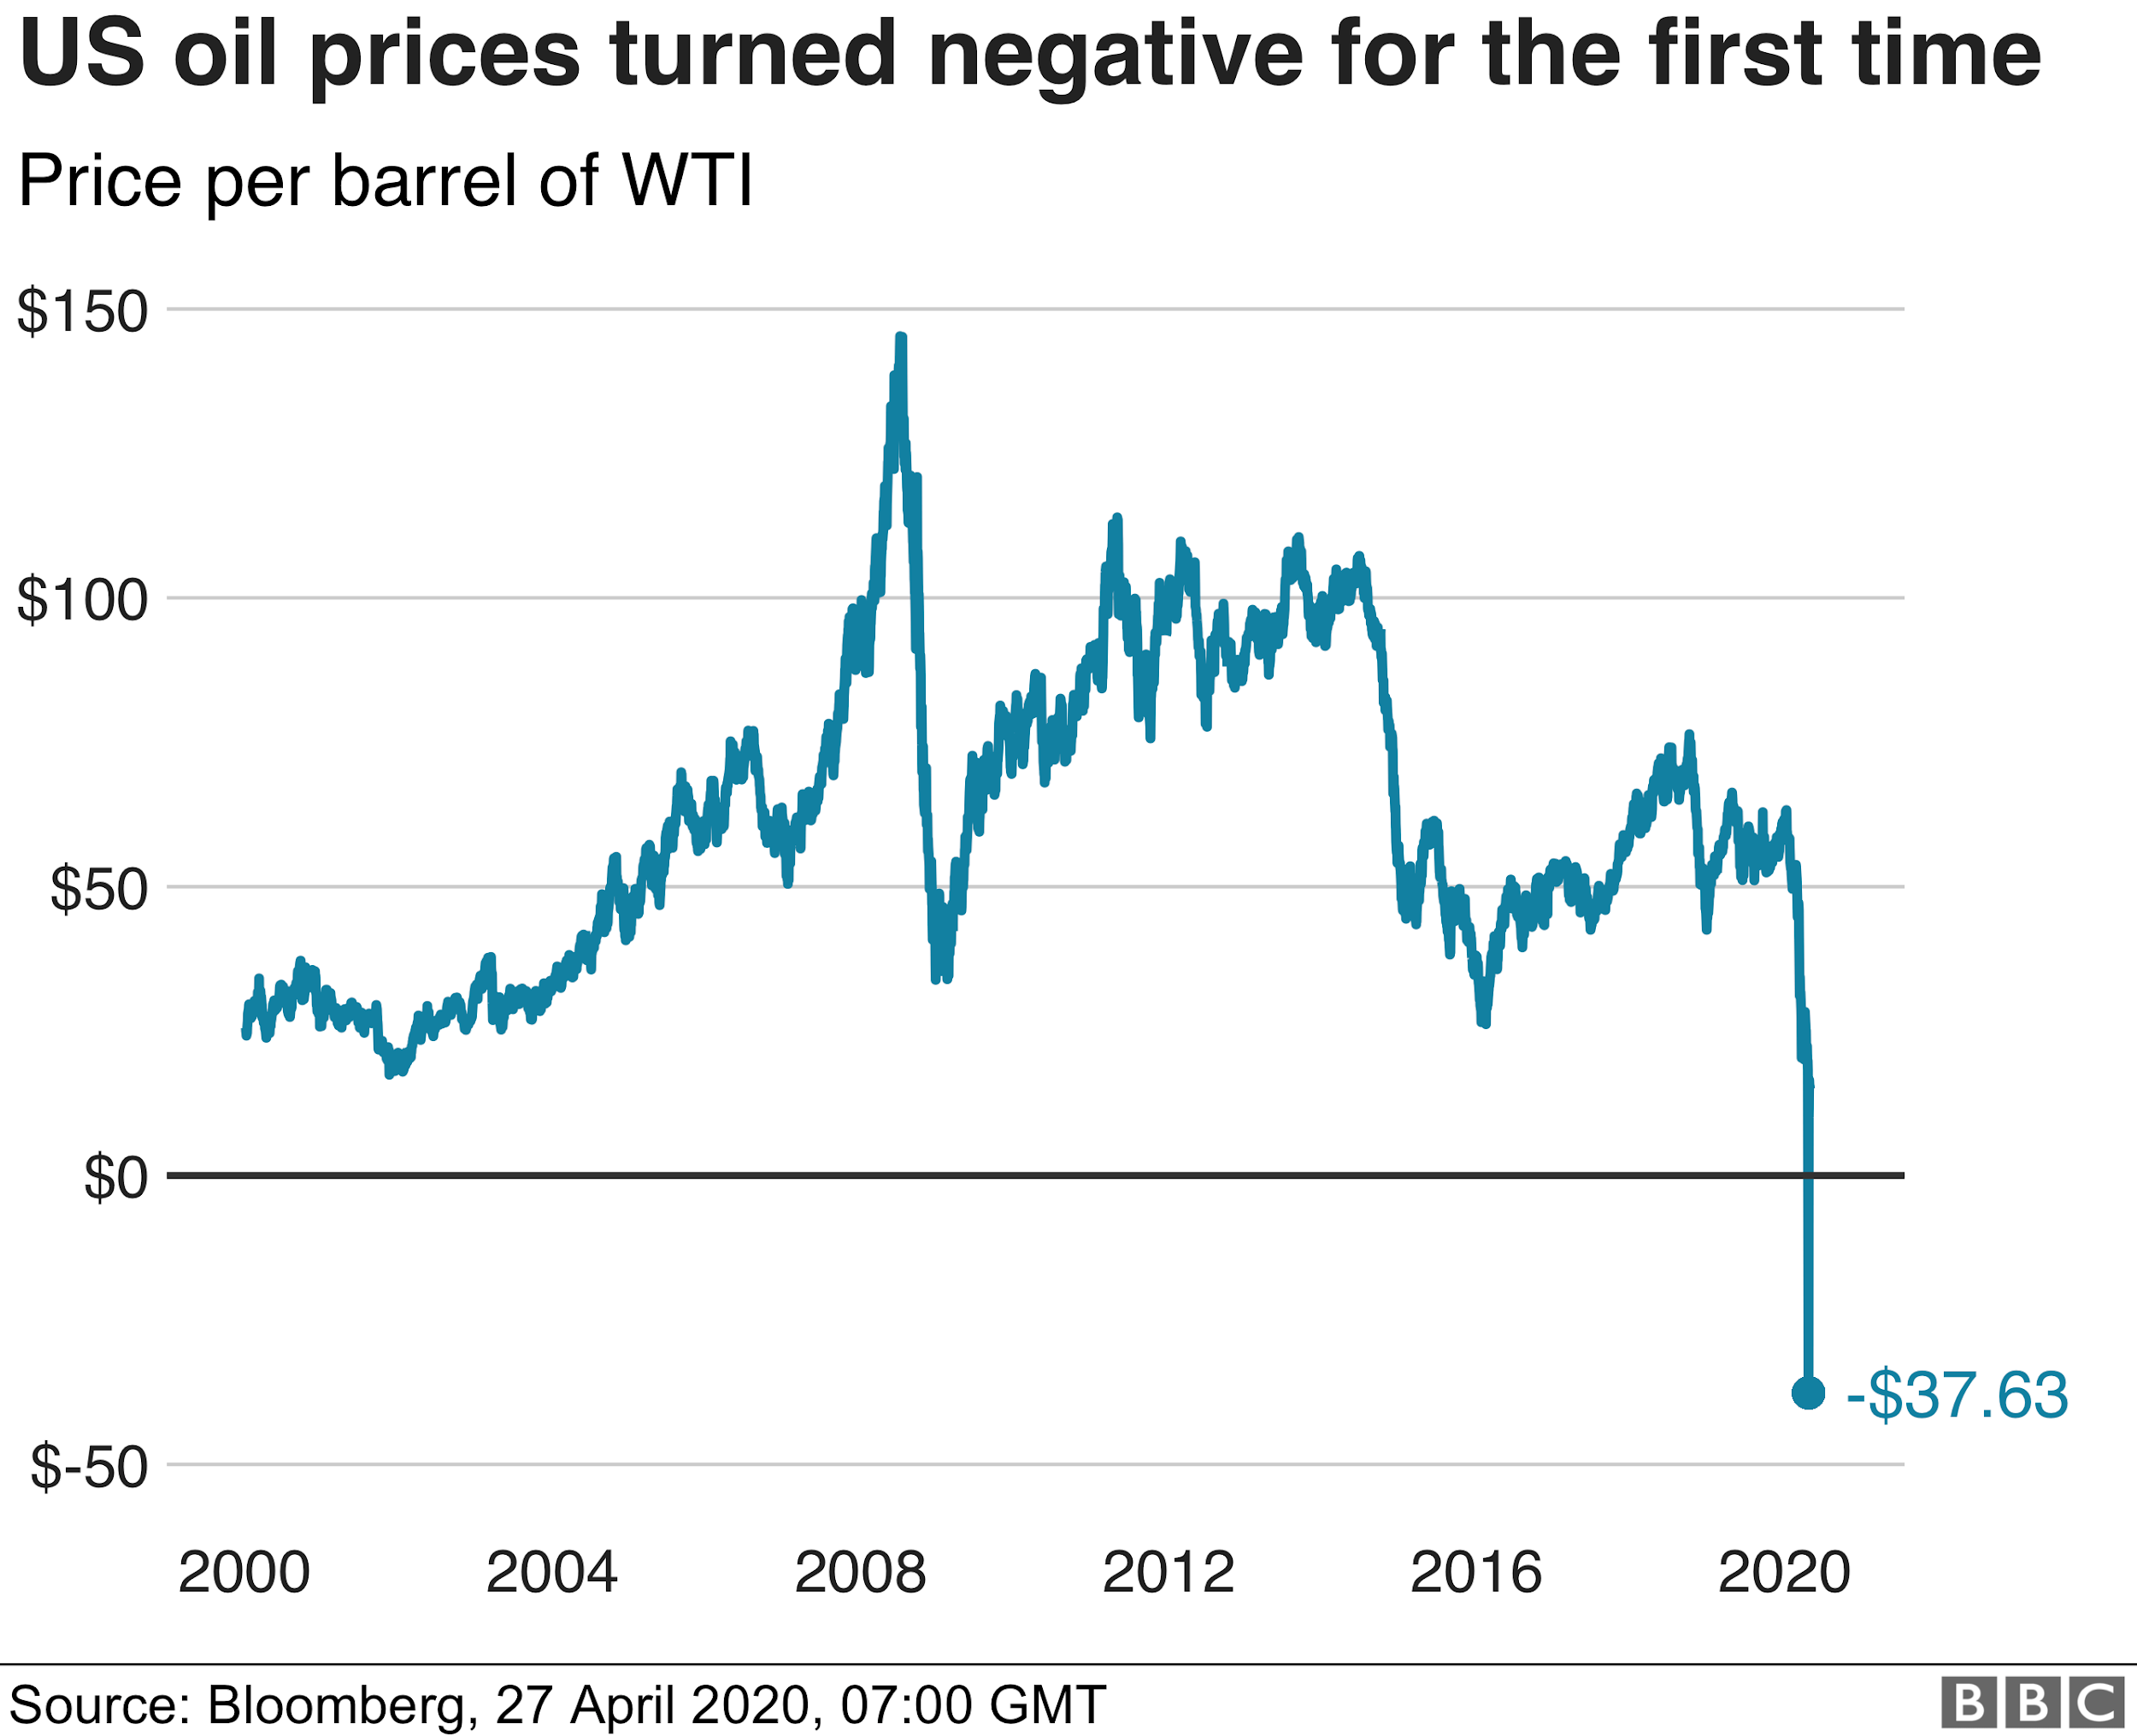 US oil prices turned negative for the first time
Price per barrel of WTI
$150
$100
$50
$0
-$37.63
$-50
2000 2004 2008 2012 2016 2020
Source: Bloomberg, 27 April 2020, 07:00 GMT
BBC